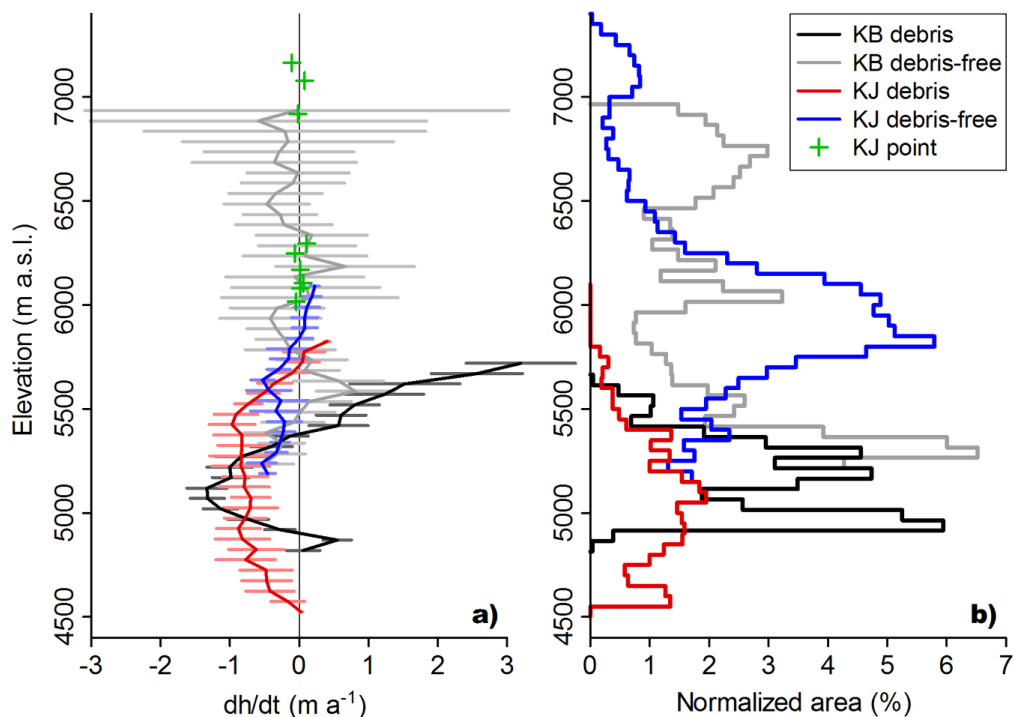 KB debris
KB debris-free
KJ debris
KJ debris-free
KJ point
Elevation (m a.s.l.)
7000
6500
6000
5500
5000
4500
7000
6500
6000
5500
5000
4500
a)
b)
-3 -2 -1 0 1 2 3
0 1 2 3 4 5 6 7
dh/dt (m a⁻¹)
Normalized area (%)